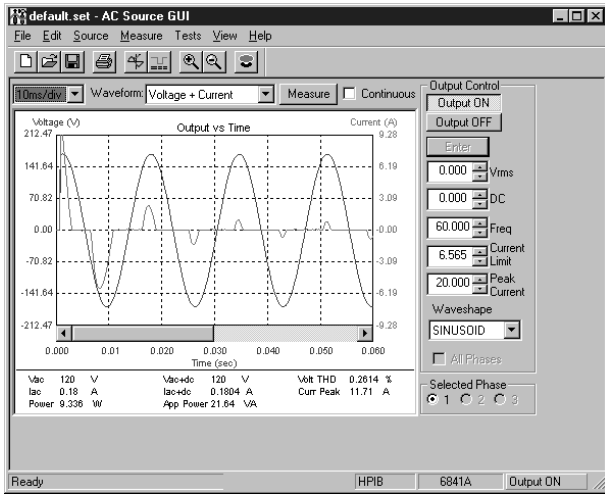 default.set - AC Source GUI
File Edit Source Measure Tests View Help
10ms/div Waveform: Voltage + Current Measure Continuous
Output Control
Output ON
Output OFF
Enter
0.000 Vrms
0.000 DC
60.000 Freq
6.565 Current Limit
20.000 Peak Current
Waveshape
SINUSOID
All Phases
Selected Phase
1 2 3
Voltage (V) Output vs Time Current (A)
212.47 9.28
141.64 6.19
70.82 3.09
0.00 -0.00
-70.82 -3.09
-141.64 -6.19
-212.47 -9.28
0.000 0.01 0.020 0.030 0.040 0.050 0.060
Time (sec)
Vac 120 V Vac+dc 120 V Volt THD 0.2614 %
Iac 0.18 A Iac+dc 0.1804 A Curr Peak 11.71 A
Power 9.336 W App Power 21.64 VA
Ready HPIB 6841A Output ON